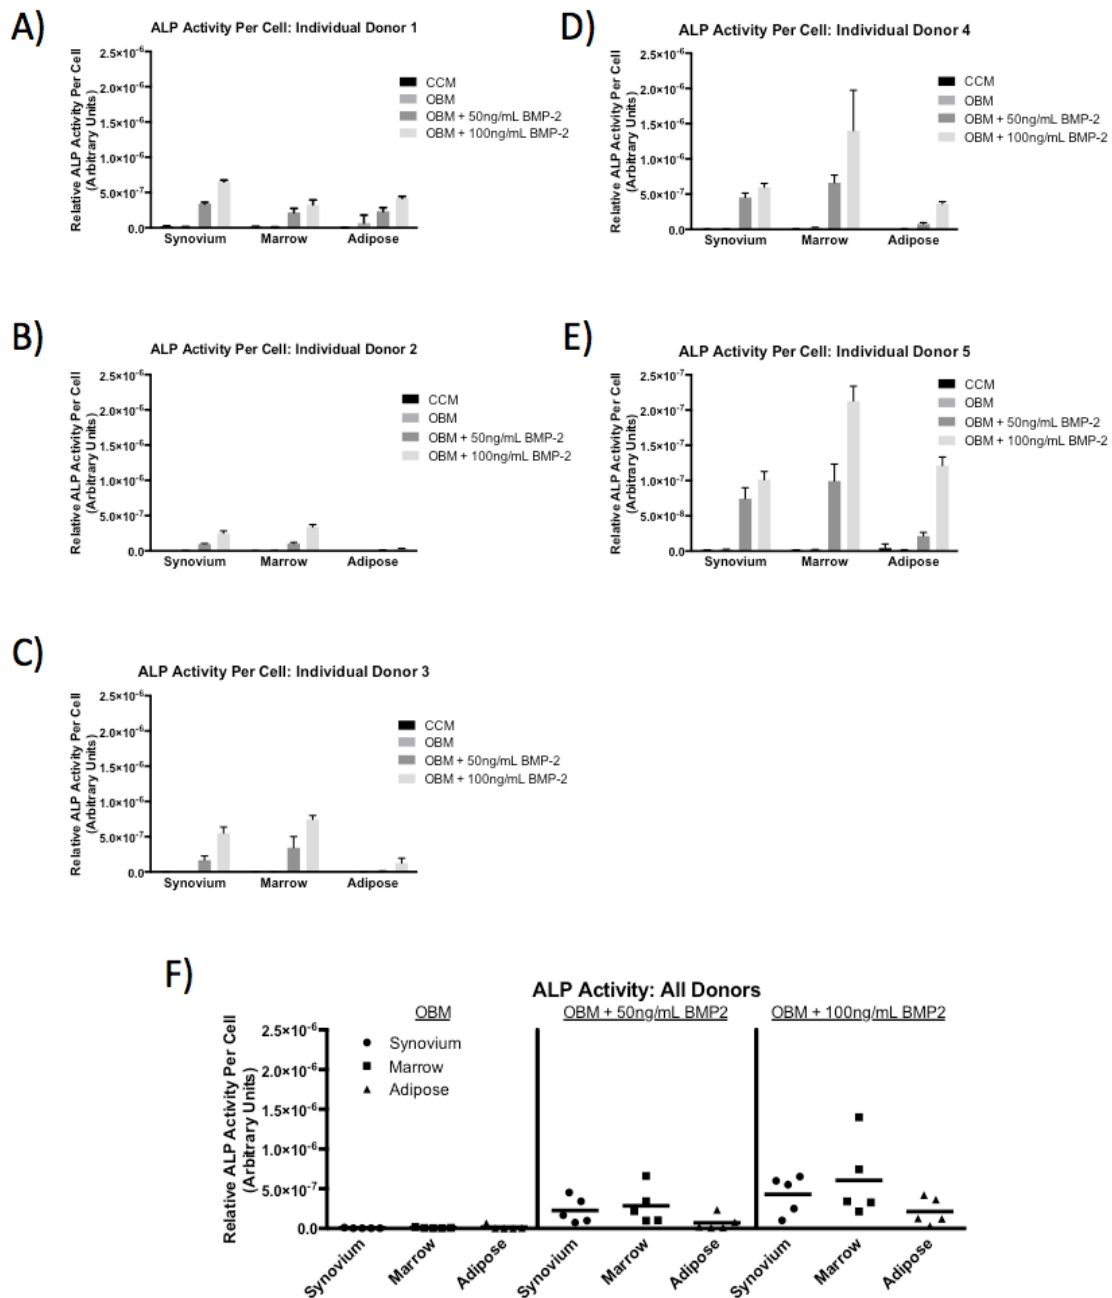 A)
ALP Activity Per Cell: Individual Donor 1
Relative ALP Activity Per Cell
(Arbitrary Units)
2.5×10-6
2.0×10-6
1.5×10-6
1.0×10-6
5.0×10-7
0.0
CCM
OBM
OBM + 50ng/mL BMP-2
OBM + 100ng/mL BMP-2
Synovium Marrow Adipose
B)
ALP Activity Per Cell: Individual Donor 2
Relative ALP Activity Per Cell
(Arbitrary Units)
2.5×10-6
2.0×10-6
1.5×10-6
1.0×10-6
5.0×10-7
0.0
CCM
OBM
OBM + 50ng/mL BMP-2
OBM + 100ng/mL BMP-2
Synovium Marrow Adipose
C)
ALP Activity Per Cell: Individual Donor 3
Relative ALP Activity Per Cell
(Arbitrary Units)
2.5×10-6
2.0×10-6
1.5×10-6
1.0×10-6
5.0×10-7
0.0
CCM
OBM
OBM + 50ng/mL BMP-2
OBM + 100ng/mL BMP-2
Synovium Marrow Adipose
D)
ALP Activity Per Cell: Individual Donor 4
Relative ALP Activity Per Cell
(Arbitrary Units)
2.5×10-6
2.0×10-6
1.5×10-6
1.0×10-6
5.0×10-7
0.0
CCM
OBM
OBM + 50ng/mL BMP-2
OBM + 100ng/mL BMP-2
Synovium Marrow Adipose
E)
ALP Activity Per Cell: Individual Donor 5
Relative ALP Activity Per Cell
(Arbitrary Units)
2.5×10-7
2.0×10-7
1.5×10-7
1.0×10-7
5.0×10-8
0.0
CCM
OBM
OBM + 50ng/mL BMP-2
OBM + 100ng/mL BMP-2
Synovium Marrow Adipose
F)
ALP Activity: All Donors
OBM OBM + 50ng/mL BMP2 OBM + 100ng/mL BMP2
Relative ALP Activity Per Cell
(Arbitrary Units)
2.5×10-6
2.0×10-6
1.5×10-6
1.0×10-6
5.0×10-7
0.0
Synovium
Marrow
Adipose
Synovium Marrow Adipose Synovium Marrow Adipose Synovium Marrow Adipose